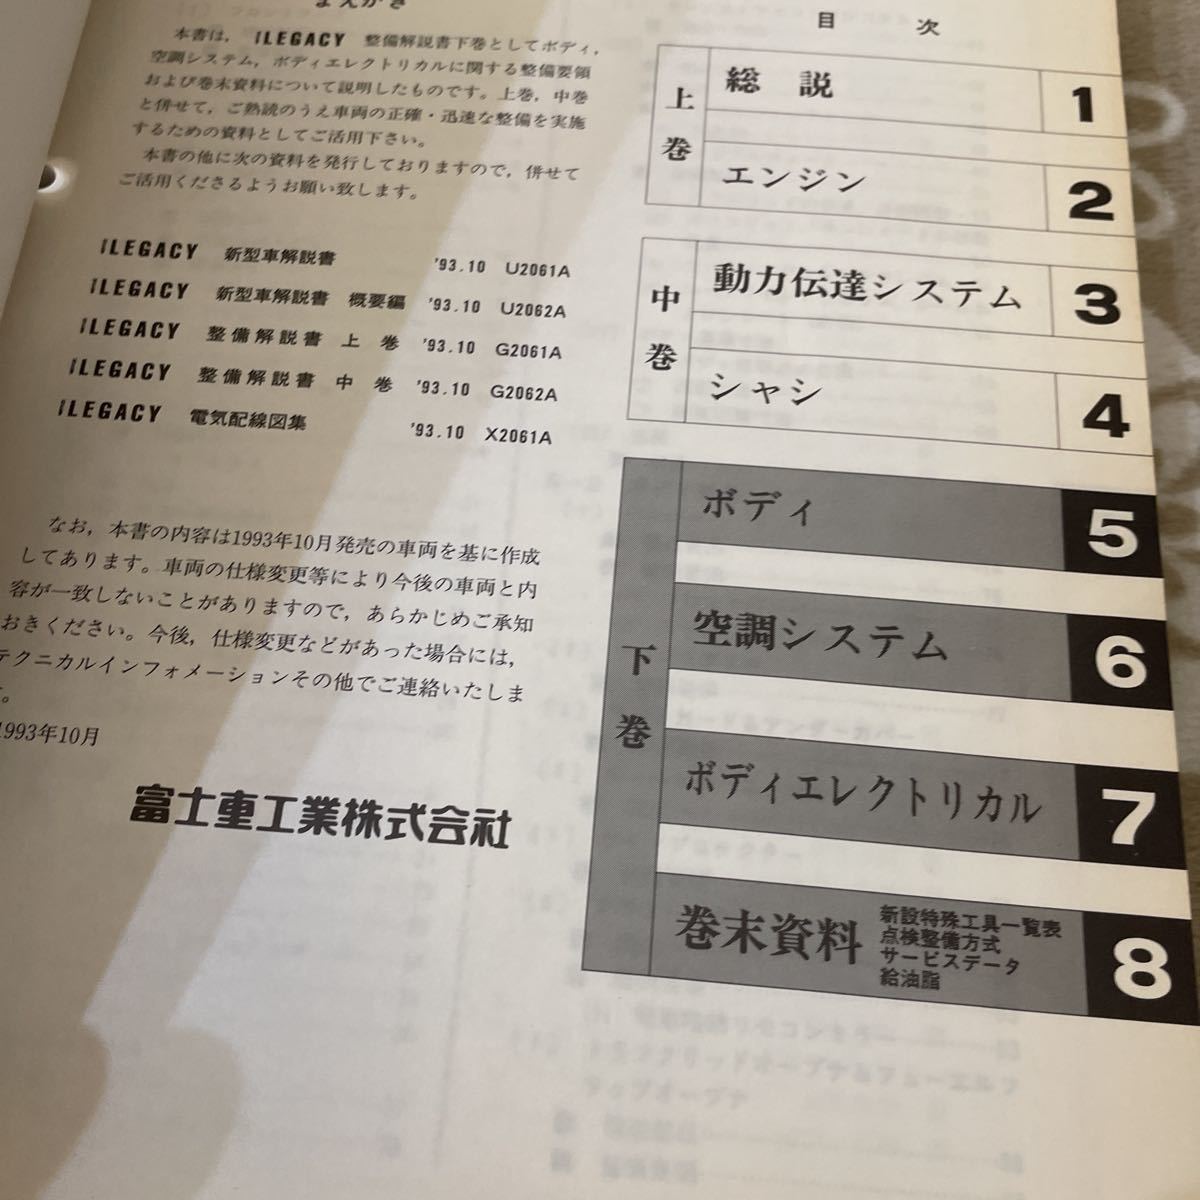 まえがき
本書は，LEGACY 整備解説書下巻としてボディ，
空調システム，ボディエレクトリカルに関する整備要領
および巻末資料について説明したものです。上巻，中巻
と併せて，ご熟読のうえ車両の正確・迅速な整備を実施
するための資料としてご活用下さい。
本書の他に次の資料を発行しておりますので，併せて
ご活用くださるようお願い致します。
LEGACY 新型車解説書 '93.10 U2061A
LEGACY 新型車解説書 概要編 '93.10 U2062A
LEGACY 整備解説書 上巻 '93.10 G2061A
LEGACY 整備解説書 中巻 '93.10 G2062A
LEGACY 電気配線図集 '93.10 X2061A
なお，本書の内容は1993年10月発売の車両を基に作成
してあります。車両の仕様変更等により今後の車両と内
容が一致しないことがありますので，あらかじめご承知
おきください。今後，仕様変更などがあった場合には，
テクニカルインフォメーションその他でご連絡いたしま
す。
1993年10月
富士重工業株式会社
目 次
上巻
総 説 1
エンジン 2
中巻
動力伝達システム 3
シャシ 4
下巻
ボディ 5
空調システム 6
ボディエレクトリカル 7
巻末資料 8
新設特殊工具一覧表
点検整備方式
サービスデータ
給油脂